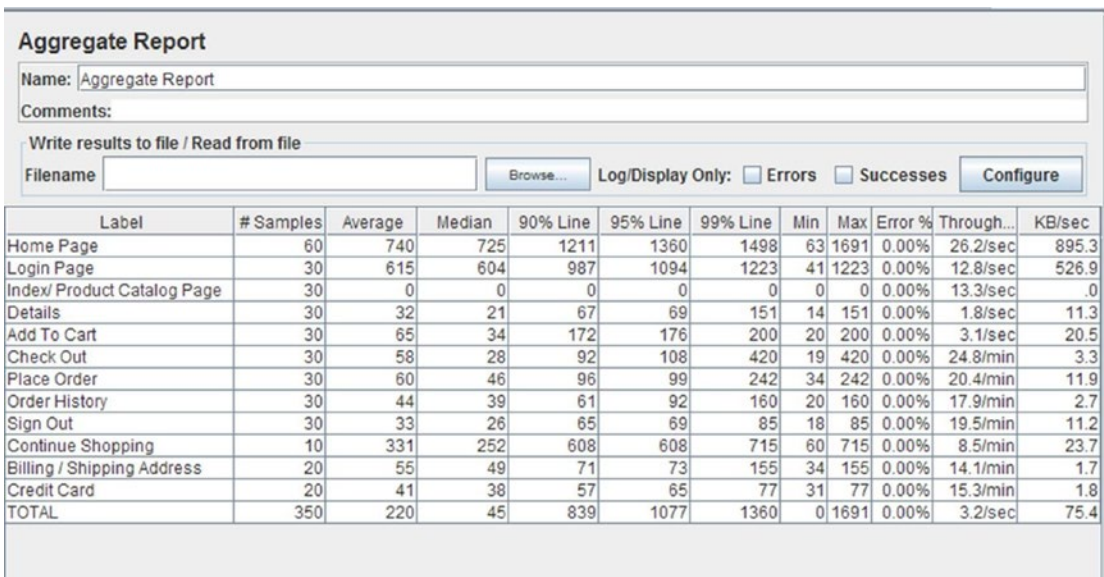 Aggregate Report
Name: Aggregate Report
Comments:
Write results to file / Read from file
Filename Browse... Log/Display Only: Errors Successes Configure
Label # Samples Average Median 90% Line 95% Line 99% Line Min Max Error % Through... KB/sec
Home Page 60 740 725 1211 1360 1498 63 1691 0.00% 26.2/sec 895.3
Login Page 30 615 604 987 1094 1223 41 1223 0.00% 12.8/sec 526.9
Index/ Product Catalog Page 30 0 0 0 0 0 0 0 0.00% 13.3/sec .0
Details 30 32 21 67 69 151 14 151 0.00% 1.8/sec 11.3
Add To Cart 30 65 34 172 176 200 20 200 0.00% 3.1/sec 20.5
Check Out 30 58 28 92 108 420 19 420 0.00% 24.8/min 3.3
Place Order 30 60 46 96 99 242 34 242 0.00% 20.4/min 11.9
Order History 30 44 39 61 92 160 20 160 0.00% 17.9/min 2.7
Sign Out 30 33 26 65 69 85 18 85 0.00% 19.5/min 11.2
Continue Shopping 10 331 252 608 608 715 60 715 0.00% 8.5/min 23.7
Billing / Shipping Address 20 55 49 71 73 155 34 155 0.00% 14.1/min 1.7
Credit Card 20 41 38 57 65 77 31 77 0.00% 15.3/min 1.8
TOTAL 350 220 45 839 1077 1360 0 1691 0.00% 3.2/sec 75.4